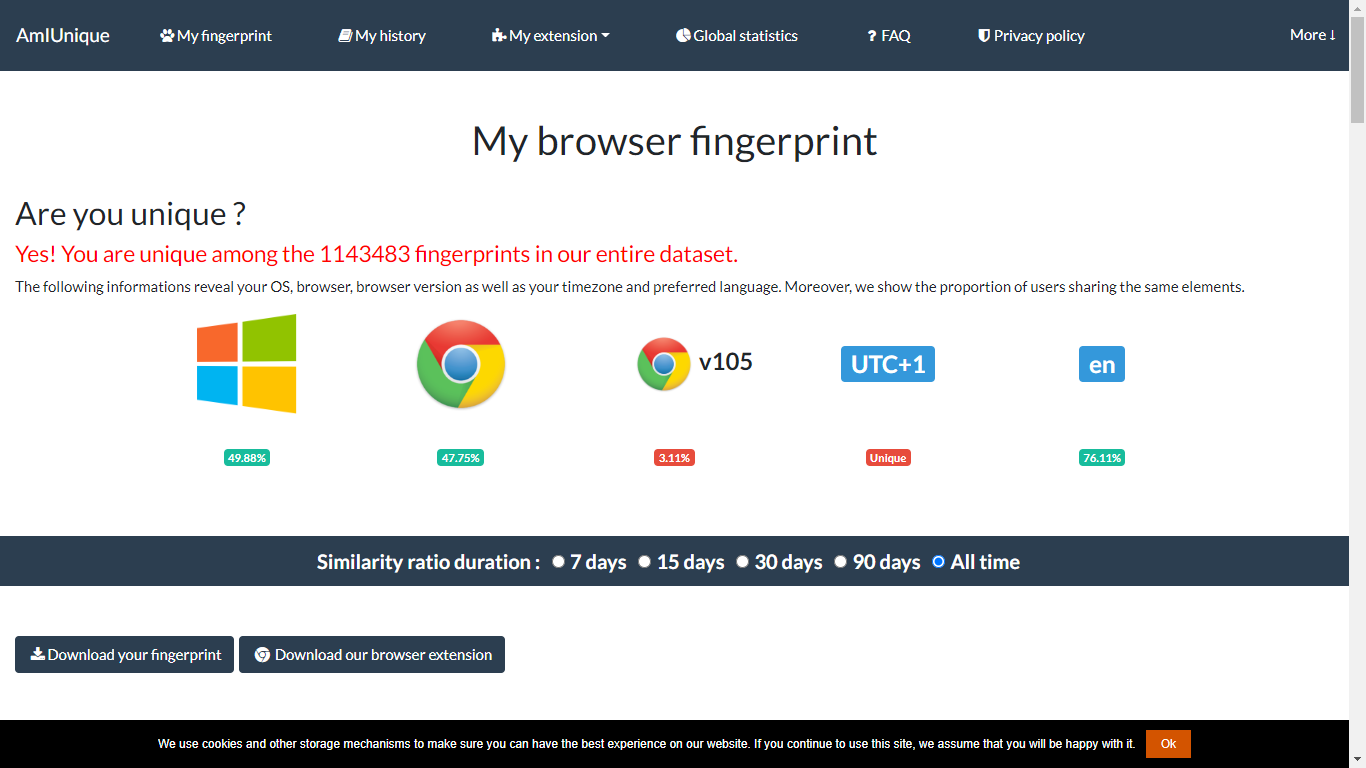 AmIUnique My fingerprint My history My extension Global statistics ? FAQ Privacy policy More ↓
My browser fingerprint
Are you unique ?
Yes! You are unique among the 1143483 fingerprints in our entire dataset.
The following informations reveal your OS, browser, browser version as well as your timezone and preferred language. Moreover, we show the proportion of users sharing the same elements.
v105 UTC+1 en
49.88% 47.75% 3.11% Unique 76.11%
Similarity ratio duration : 7 days 15 days 30 days 90 days All time
Download your fingerprint Download our browser extension
We use cookies and other storage mechanisms to make sure you can have the best experience on our website. If you continue to use this site, we assume that you will be happy with it. Ok